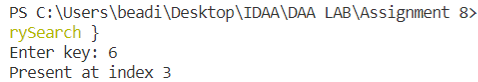 PS C:\Users\beadi\Desktop\IDAA\DAA LAB\Assignment 8>
rySearch }
Enter key: 6
Present at index 3